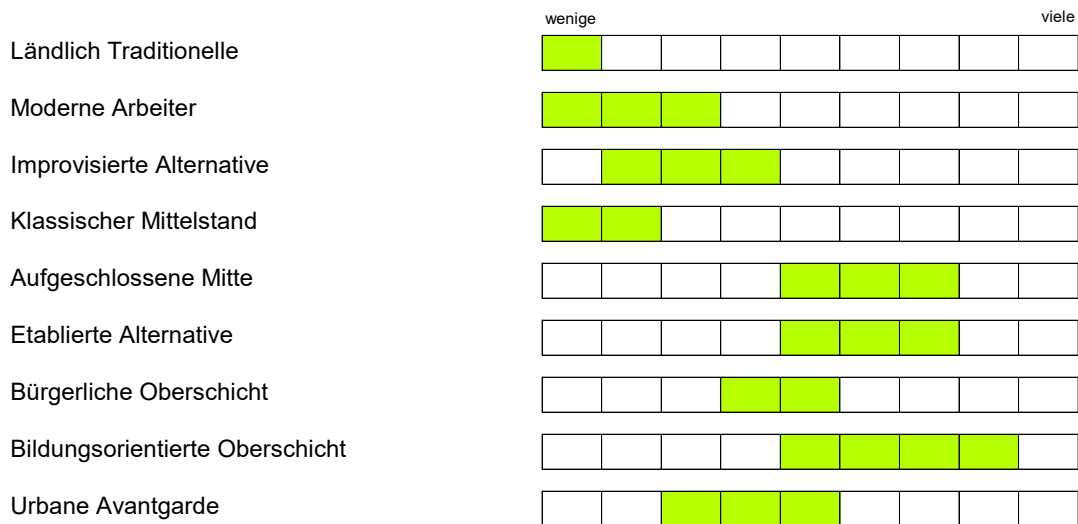 wenige viele
Ländlich Traditionelle
Moderne Arbeiter
Improvisierte Alternative
Klassischer Mittelstand
Aufgeschlossene Mitte
Etablierte Alternative
Bürgerliche Oberschicht
Bildungsorientierte Oberschicht
Urbane Avantgarde